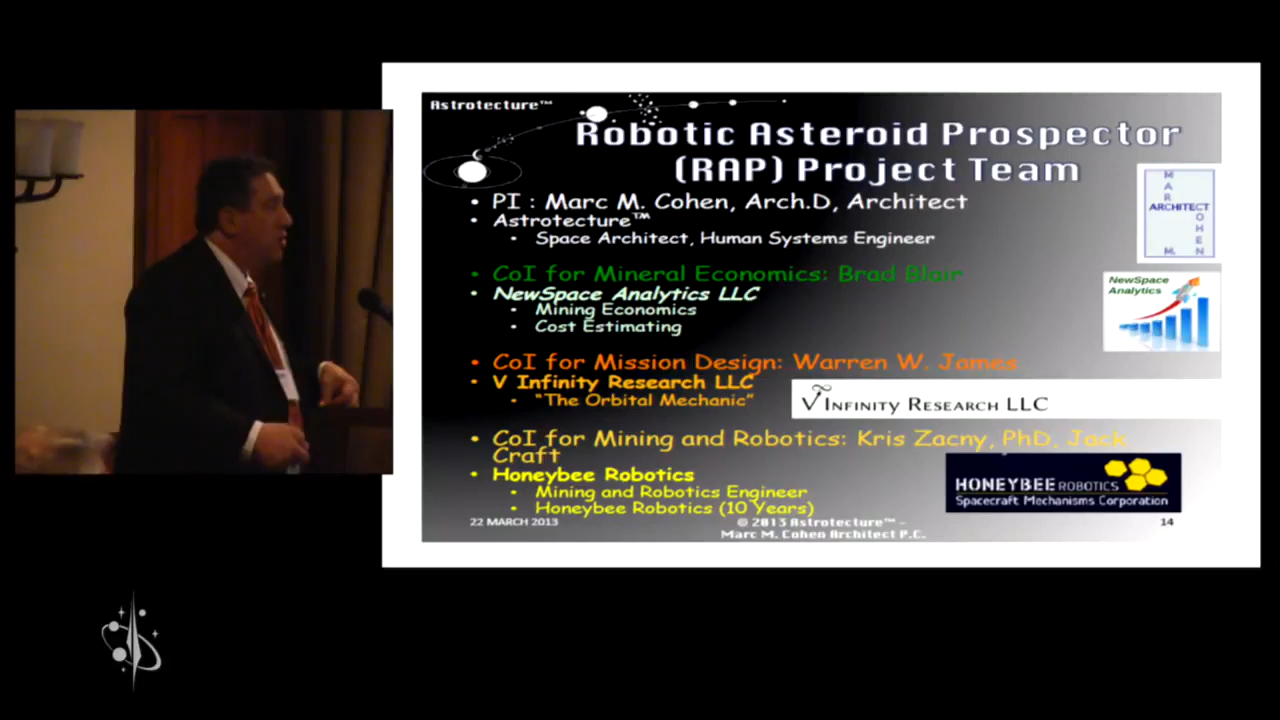 Astrotecture™
Robotic Asteroid Prospector
(RAP) Project Team
• PI : Marc M. Cohen, Arch.D, Architect
• Astrotecture™
• Space Architect, Human Systems Engineer
MARC
ARCHITECT
COHEN
M.
• CoI for Mineral Economics: Brad Blair
• NewSpace Analytics LLC
• Mining Economics
• Cost Estimating
NewSpace
Analytics
• CoI for Mission Design: Warren W. James
• V Infinity Research LLC
• "The Orbital Mechanic"
V INFINITY RESEARCH LLC
• CoI for Mining and Robotics: Kris Zacny, PhD, Jack
Craft
• Honeybee Robotics
• Mining and Robotics Engineer
• Honeybee Robotics (10 Years)
HONEYBEE ROBOTICS
Spacecraft Mechanisms Corporation
22 MARCH 2013
© 2013 Astrotecture™ –
Marc M. Cohen Architect P.C.
14